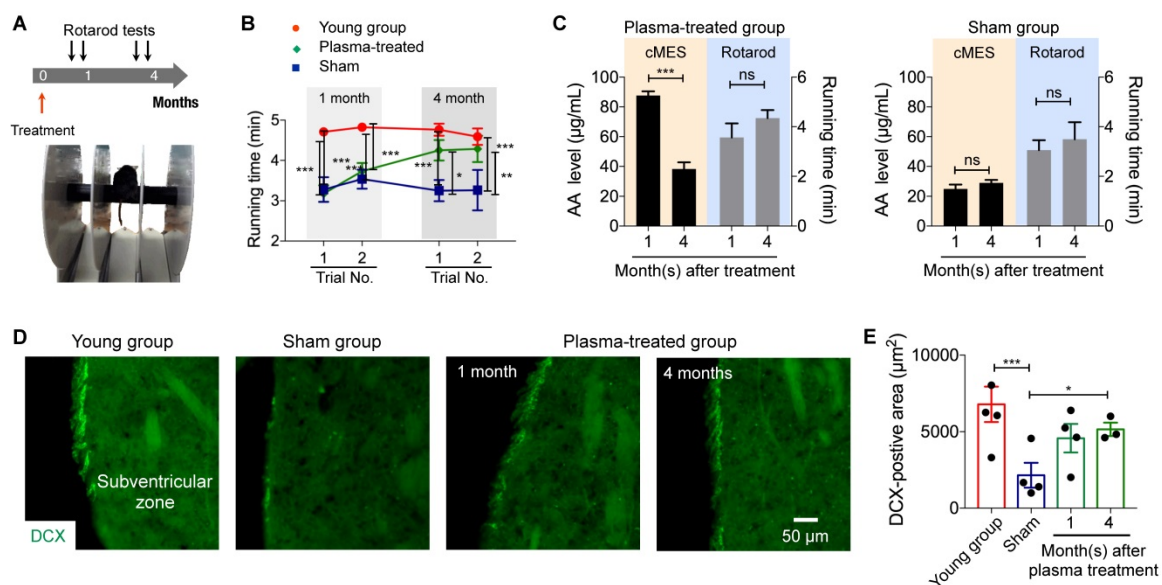 A
Rotarod tests
0 1 4
Months
Treatment
B
Young group
Plasma-treated
Sham
1 month
4 month
Running time (min)
5
4
3
2
***
***
***
***
***
*
***
**
1 2 1 2
Trial No. Trial No.
C
Plasma-treated group
cMES Rotarod
*** ns
AA level (µg/mL)
100
80
60
40
20
0
6
4
2
0
Running time (min)
1 4 1 4
Month(s) after treatment
Sham group
cMES Rotarod
ns ns
AA level (µg/mL)
100
80
60
40
20
0
6
4
2
0
Running time (min)
1 4 1 4
Month(s) after treatment
D
Young group Sham group Plasma-treated group
1 month 4 months
Subventricular
zone
DCX
50 µm
E
DCX-postive area (µm²)
10000
5000
0
***
*
Young group
Sham
1 4
Month(s) after
plasma treatment